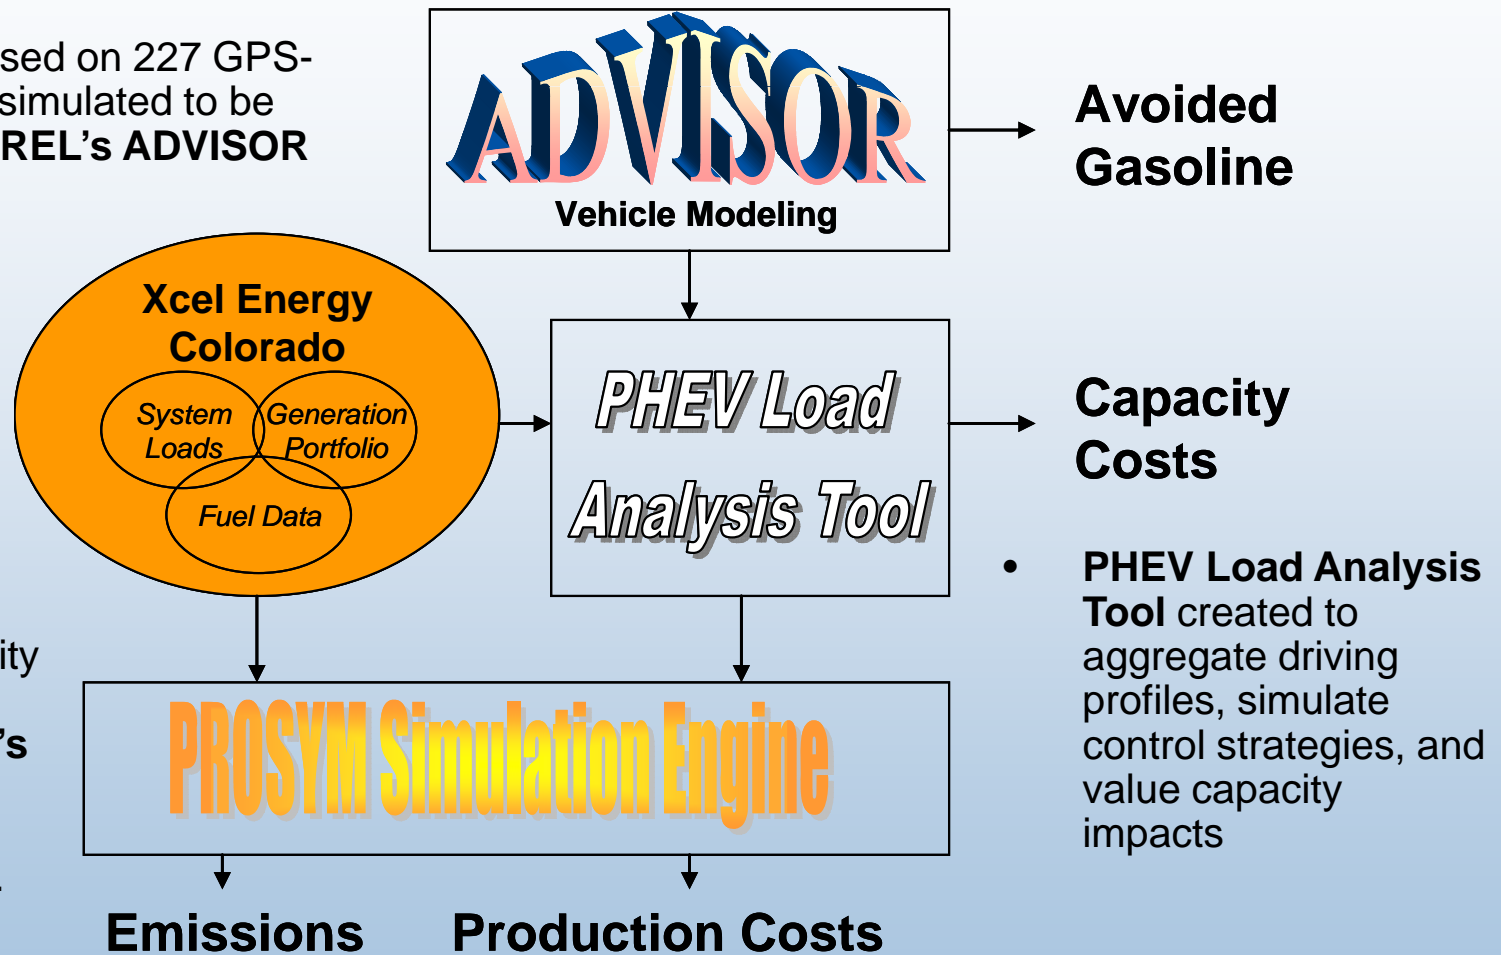 sed on 227 GPS-
simulated to be
REL's ADVISOR
ADVISOR
Vehicle Modeling
Avoided
Gasoline
Xcel Energy
Colorado
System
Loads
Generation
Portfolio
Fuel Data
PHEV Load
Analysis Tool
Capacity
Costs
• PHEV Load Analysis
Tool created to
aggregate driving
profiles, simulate
control strategies, and
value capacity
impacts
ity
's
PROSYM Simulation Engine
Emissions
Production Costs